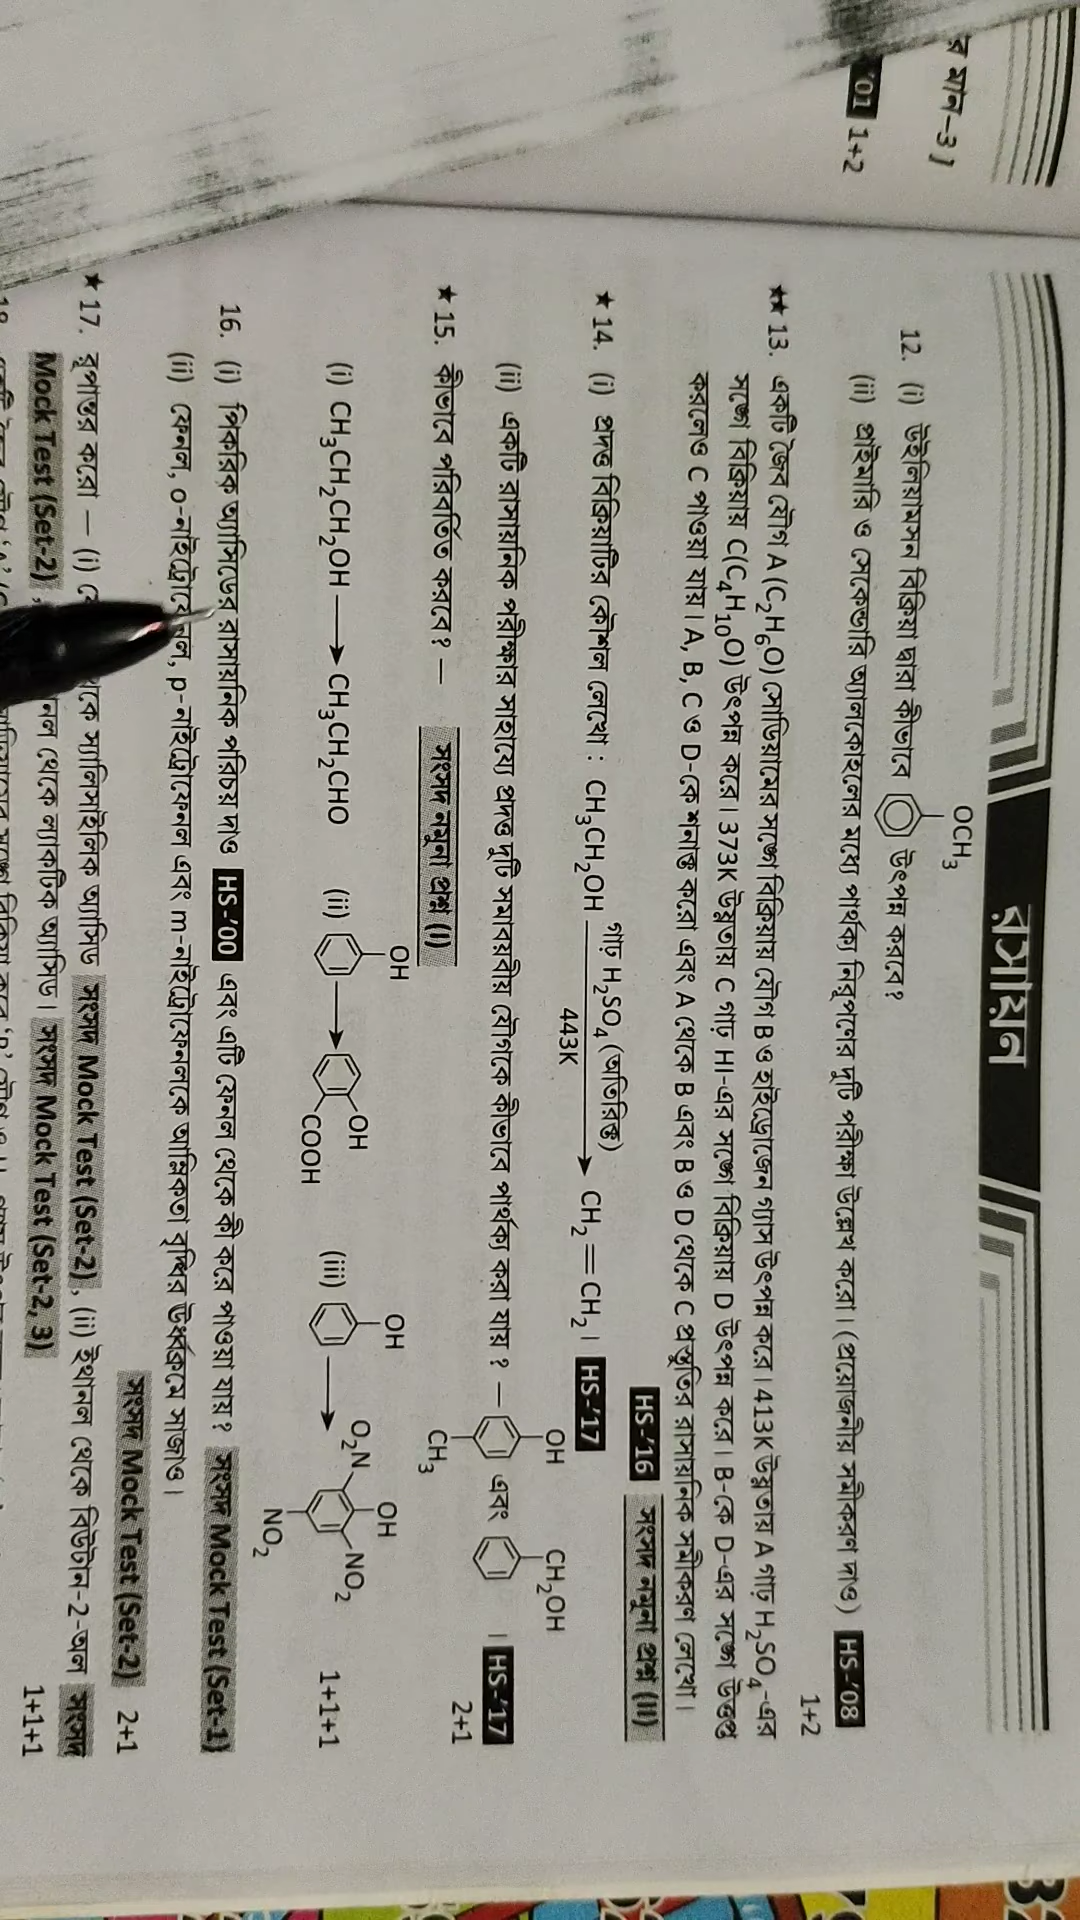 র মান–3]
'01 1+2
রসায়ন
12. (i) উইলিয়ামসন বিক্রিয়া দ্বারা কীভাবে OCH3 উৎপন্ন করবে?
(ii) প্রাইমারি ও সেকেন্ডারি অ্যালকোহলের মধ্যে পার্থক্য নিরূপণের দুটি পরীক্ষা উল্লেখ করো। (প্রয়োজনীয় সমীকরণ দাও) HS-'08
1+2
★★ 13. একটি জৈব যৌগ A (C2H6O) সোডিয়ামের সঙ্গে বিক্রিয়ায় যৌগ B ও হাইড্রোজেন গ্যাস উৎপন্ন করে। 413K উষ্ণতায় A গাঢ় H2SO4-এর
সঙ্গে বিক্রিয়ায় C(C4H10O) উৎপন্ন করে। 373K উষ্ণতায় C গাঢ় HI-এর সঙ্গে বিক্রিয়ায় D উৎপন্ন করে। B-কে D-এর সঙ্গে উত্তপ্ত
করলেও C পাওয়া যায়। A, B, C ও D-কে শনাক্ত করো এবং A থেকে B এবং B ও D থেকে C প্রস্তুতির রাসায়নিক সমীকরণ লেখো।
HS-'16 সংসদ নমুনা প্রশ্ন (II)
★ 14. (i) প্রদত্ত বিক্রিয়াটির কৌশল লেখো : CH3CH2OH গাঢ় H2SO4 (অতিরিক্ত) 443K → CH2 = CH2। HS-'17
(ii) একটি রাসায়নিক পরীক্ষার সাহায্যে প্রদত্ত দুটি সমাবয়বীয় যৌগকে কীভাবে পার্থক্য করা যায় ? — OH CH3 এবং CH2OH । HS-'17
2+1
★ 15. কীভাবে পরিবর্তিত করবে? — সংসদ নমুনা প্রশ্ন (I)
(i) CH3CH2CH2OH → CH3CH2CHO (ii) OH → OH COOH (iii) OH → O2N OH NO2 NO2
1+1+1
16. (i) পিকরিক অ্যাসিডের রাসায়নিক পরিচয় দাও HS-'00 এবং এটি ফেনল থেকে কী করে পাওয়া যায়? সংসদ Mock Test (Set-1)
(ii) ফেনল, o-নাইট্রোফেনল, p-নাইট্রোফেনল এবং m-নাইট্রোফেনলকে আম্লিকতা বৃদ্ধির ঊর্ধ্বক্রমে সাজাও।
সংসদ Mock Test (Set-2) 2+1
★ 17. রূপান্তর করো — (i) থেকে স্যালিসাইলিক অ্যাসিড সংসদ Mock Test (Set-2), (ii) ইথানল থেকে বিউটান-2-অল সংসদ
Mock Test (Set-2), নল থেকে ল্যাকটিক অ্যাসিড। সংসদ Mock Test (Set-2, 3)
1+1+1